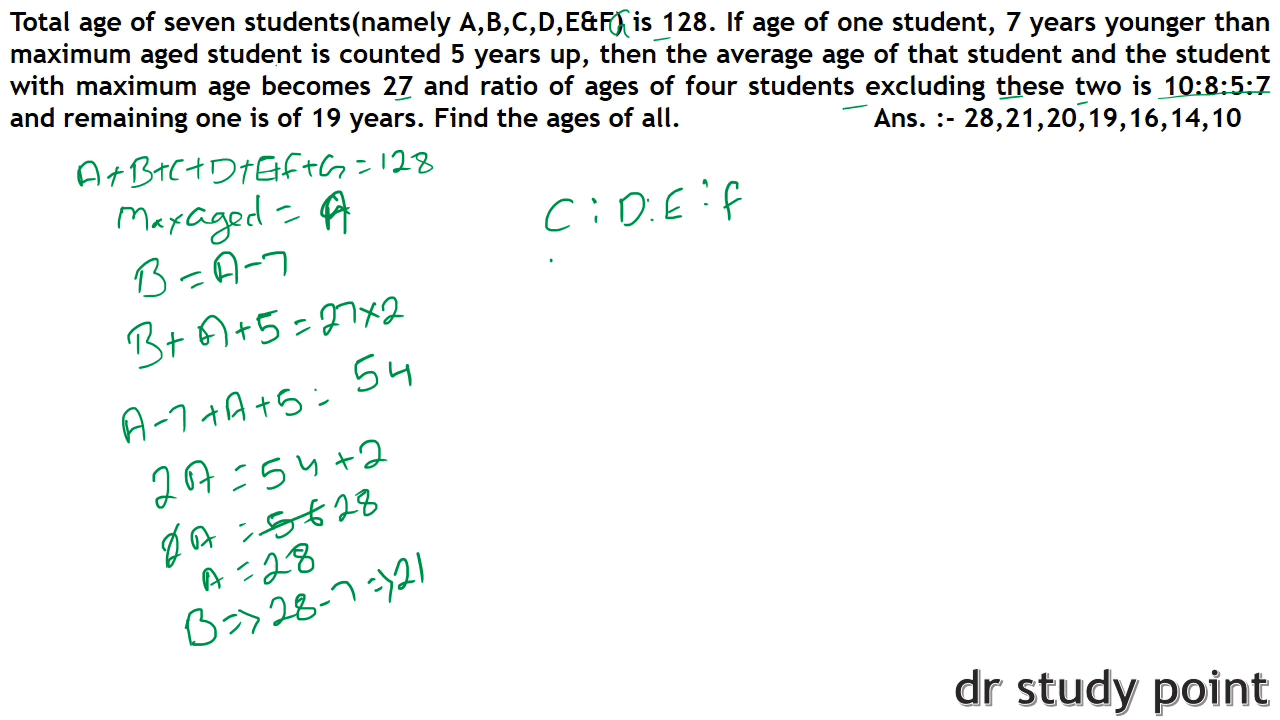 Total age of seven students(namely A,B,C,D,E&F) G is 128. If age of one student, 7 years younger than
maximum aged student is counted 5 years up, then the average age of that student and the student
with maximum age becomes 27 and ratio of ages of four students excluding these two is 10:8:5:7
and remaining one is of 19 years. Find the ages of all. Ans. :- 28,21,20,19,16,14,10
A+B+C+D+E+F+G=128
Max aged = A
B = A-7
B+A+5=27×2
A-7+A+5=54
2A=54+2
2A=56 28
A=28
B=>28-7=>21
C:D:E:F
dr study point